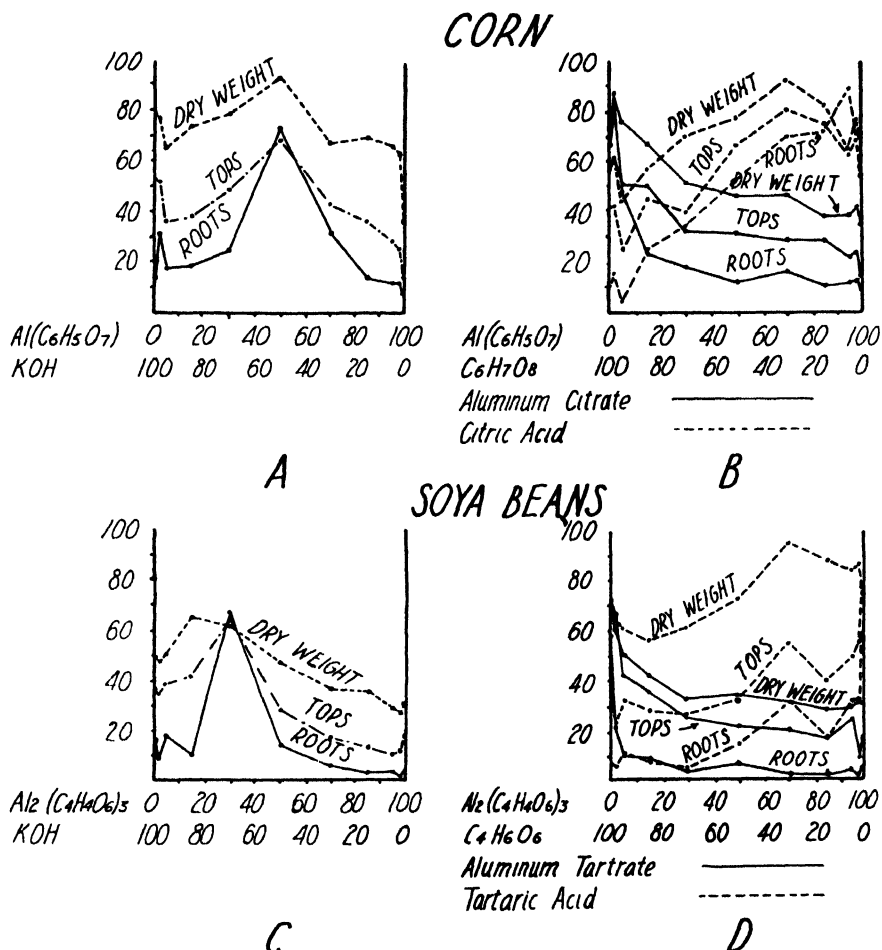 CORN
100
80
60
40
20
DRY WEIGHT
TOPS
ROOTS
0 20 40 60 80 100
Al(C6H5O7)
KOH 100 80 60 40 20 0
A
100
80
60
40
20
DRY WEIGHT
TOPS
ROOTS
DRY WEIGHT
TOPS
ROOTS
Al(C6H5O7) 0 20 40 60 80 100
C6H7O8 100 80 60 40 20 0
Aluminum Citrate
Citric Acid
B
SOYA BEANS
100
80
60
40
20
DRY WEIGHT
TOPS
ROOTS
Al2(C4H4O6)3 0 20 40 60 80 100
KOH 100 80 60 40 20 0
C
100
80
60
40
20
DRY WEIGHT
TOPS
DRY WEIGHT
TOPS
ROOTS
ROOTS
Al2(C4H4O6)3 0 20 40 60 80 100
C4H6O6 100 80 60 40 20 0
Aluminum Tartrate
Tartaric Acid
D